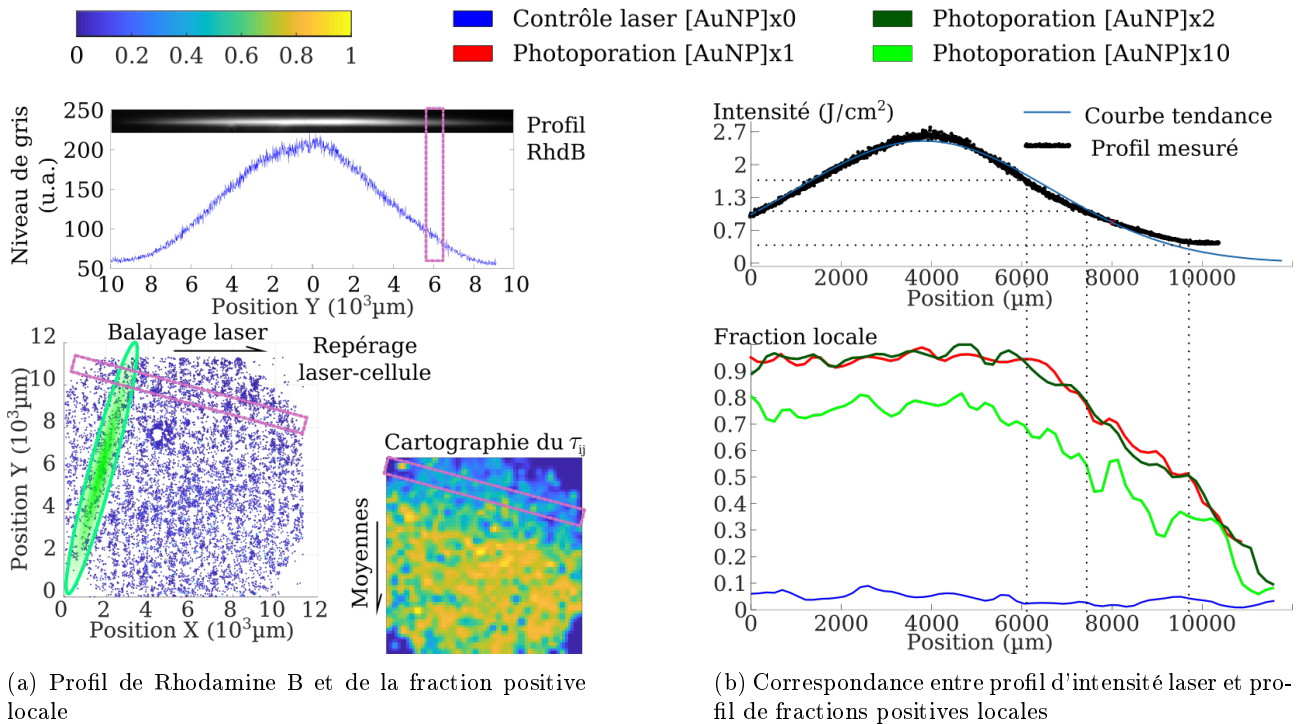 0 0.2 0.4 0.6 0.8 1
Contrôle laser [AuNP]x0
Photoporation [AuNP]x1
Photoporation [AuNP]x2
Photoporation [AuNP]x10
Niveau de gris
(u.a.)
250
200
150
100
50
Profil
RhdB
10 8 6 4 2 0 2 4 6 8 10
Position Y (10³µm)
Balayage laser
Repérage
laser-cellule
Position Y (10³µm)
12
10
8
6
4
2
0
0 2 4 6 8 10 12
Position X (10³µm)
Cartographie du τij
Moyennes
(a) Profil de Rhodamine B et de la fraction positive
locale
Intensité (J/cm²)
Courbe tendance
Profil mesuré
2.7
2
1.3
0.7
0
0 2000 4000 6000 8000 10000
Position (µm)
Fraction locale
0.9
0.8
0.7
0.6
0.5
0.4
0.3
0.2
0.1
0
0 2000 4000 6000 8000 10000
Position (µm)
(b) Correspondance entre profil d'intensité laser et pro-
fil de fractions positives locales